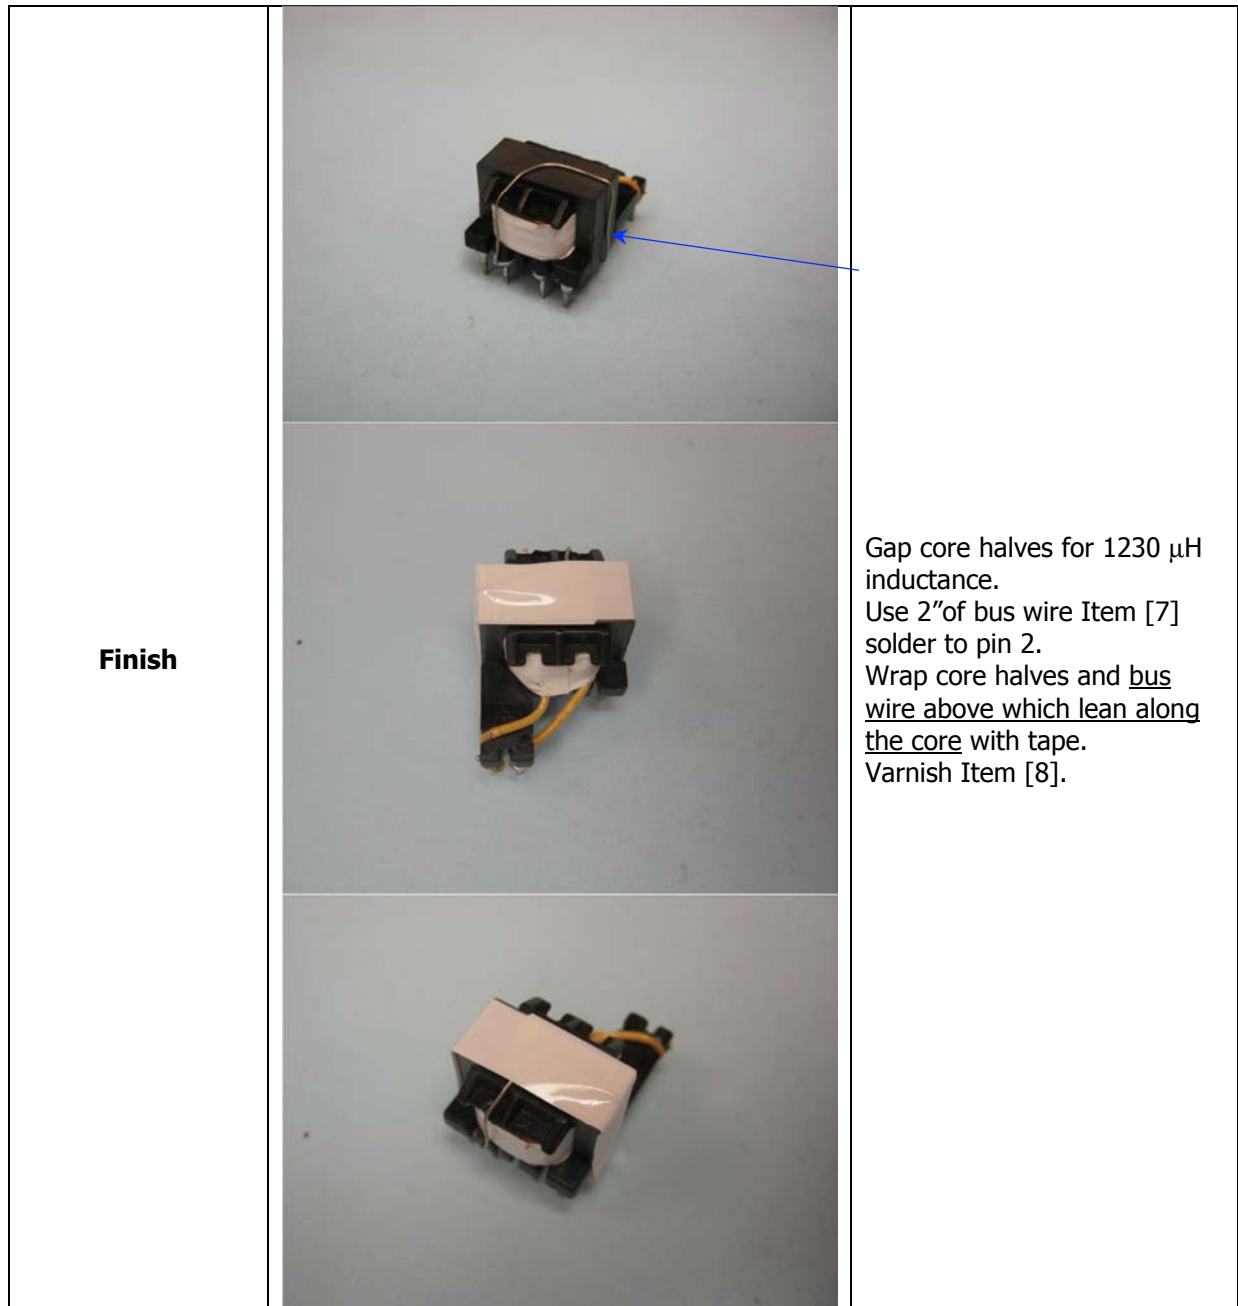 Finish
Gap core halves for 1230 μH
inductance.
Use 2”of bus wire Item [7]
solder to pin 2.
Wrap core halves and bus
wire above which lean along
the core with tape.
Varnish Item [8].